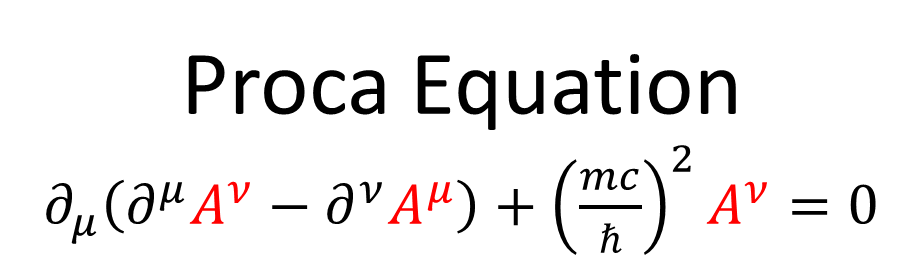 Proca Equation
∂_μ(∂^μ A^ν − ∂^ν A^μ) + (mc/ħ)^2 A^ν = 0